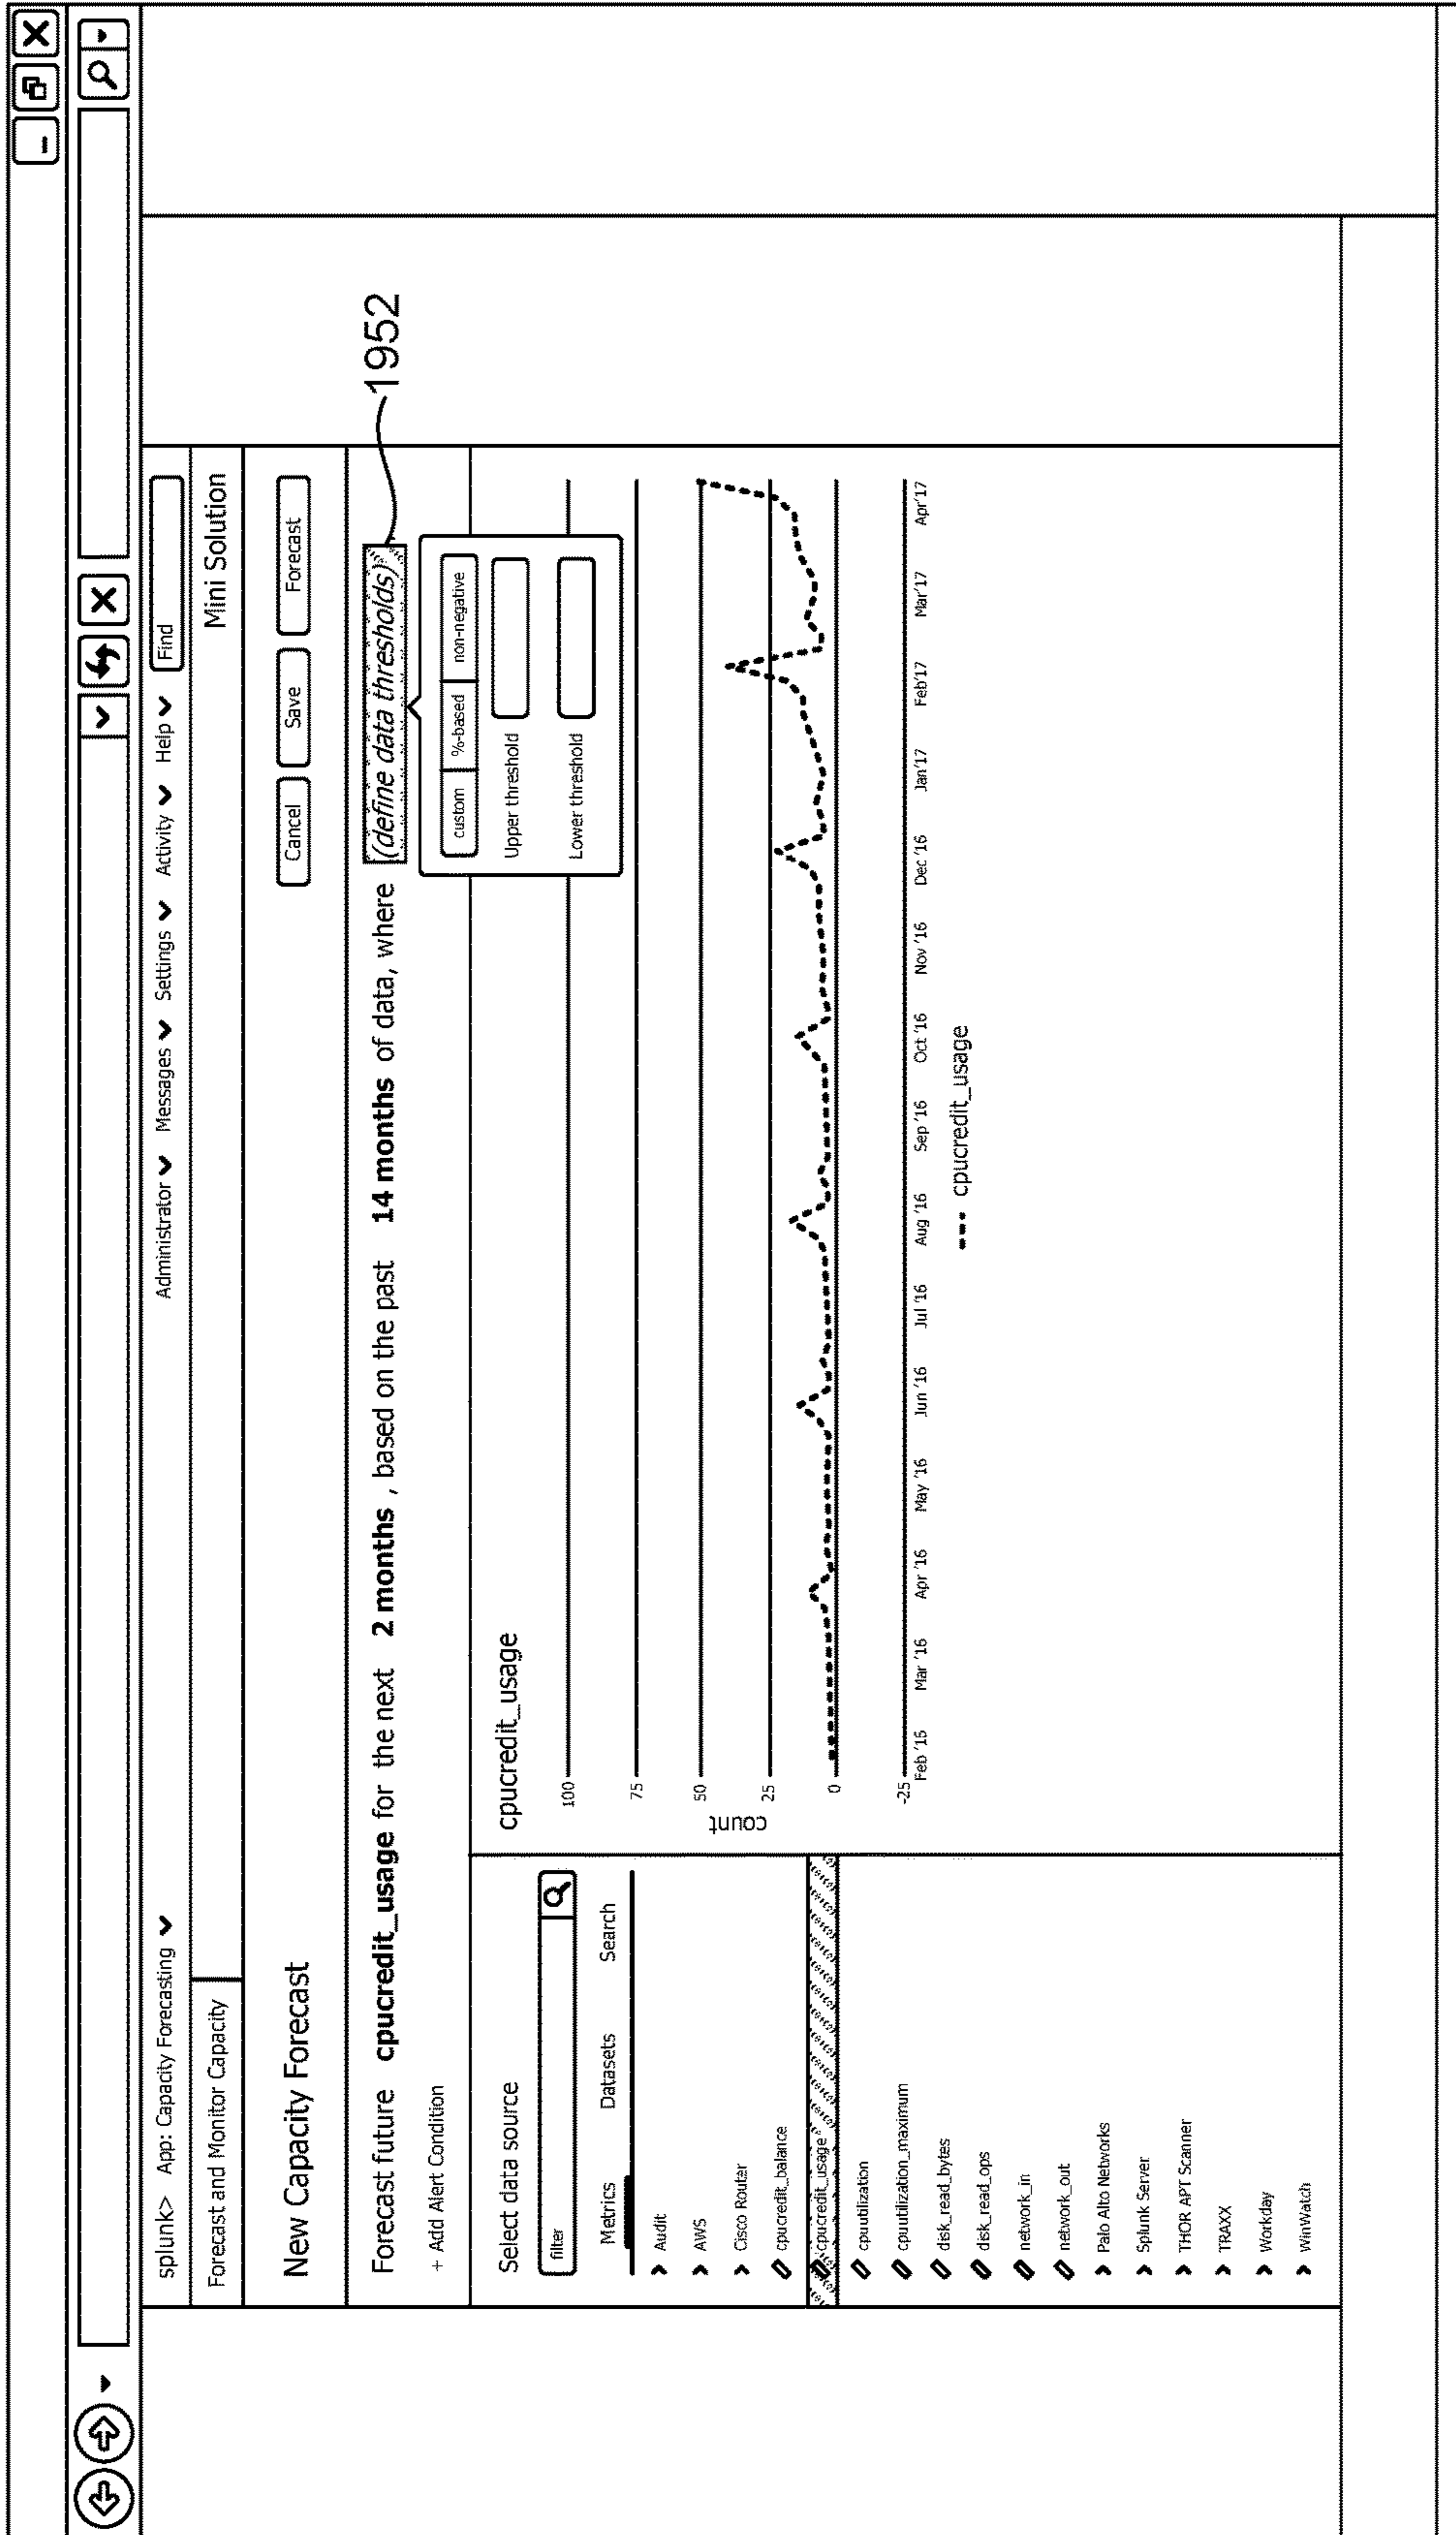 splunk> App: Capacity Forecasting Administrator Messages Settings Activity Help Find
Forecast and Monitor Capacity Mini Solution
New Capacity Forecast Cancel Save Forecast
Forecast future cpucredit_usage for the next 2 months , based on the past 14 months of data, where (define data thresholds) 1952
+ Add Alert Condition
custom %-based non-negative
Upper threshold
Lower threshold
Select data source
filter
Metrics Datasets Search
Audit
AWS
Cisco Router
cpucredit_balance
cpucredit_usage
cpuutilization
cpuutilization_maximum
disk_read_bytes
disk_read_ops
network_in
network_out
Palo Alto Networks
Splunk Server
THOR APT Scanner
TRAXX
Workday
WinWatch
cpucredit_usage
100
75
50
25
0
-25
count
Feb '15 Mar '16 Apr '16 May '16 Jun '16 Jul '16 Aug '16 Sep '16 Oct '16 Nov '16 Dec '16 Jan'17 Feb'17 Mar'17 Apr'17
cpucredit_usage